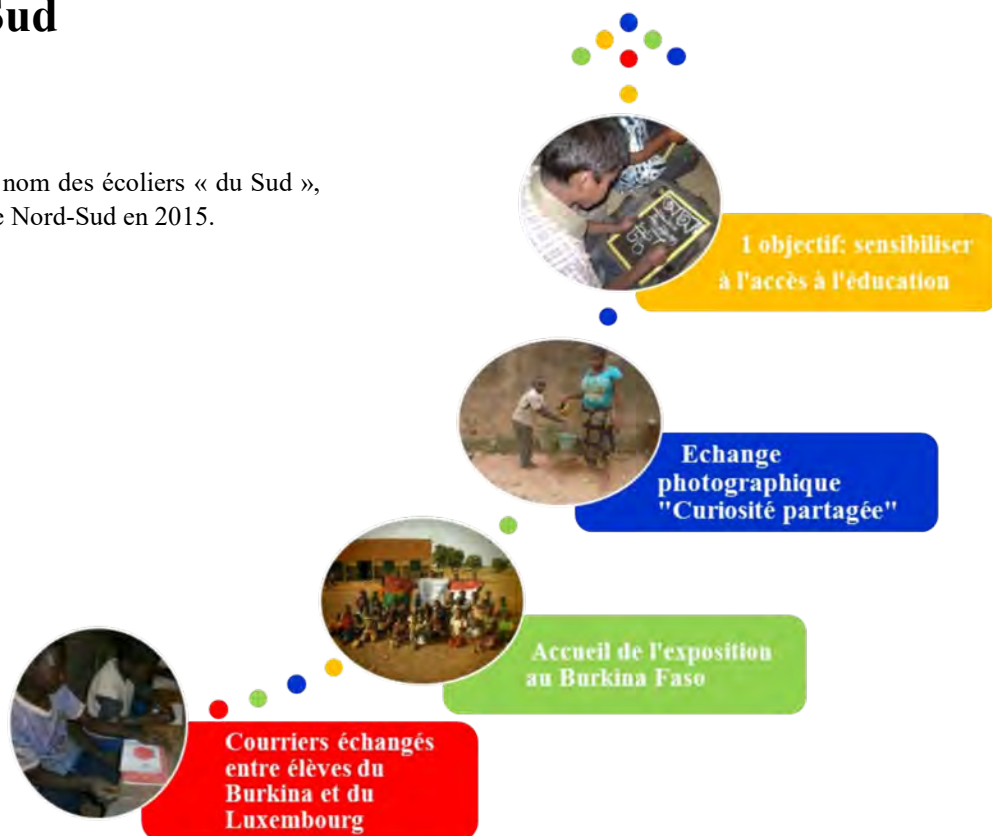 Sud
nom des écoliers « du Sud »,
e Nord-Sud en 2015.
1 objectif: sensibiliser
à l'accès à l'éducation
Echange
photographique
"Curiosité partagée"
Accueil de l'exposition
au Burkina Faso
Courriers échangés
entre élèves du
Burkina et du
Luxembourg